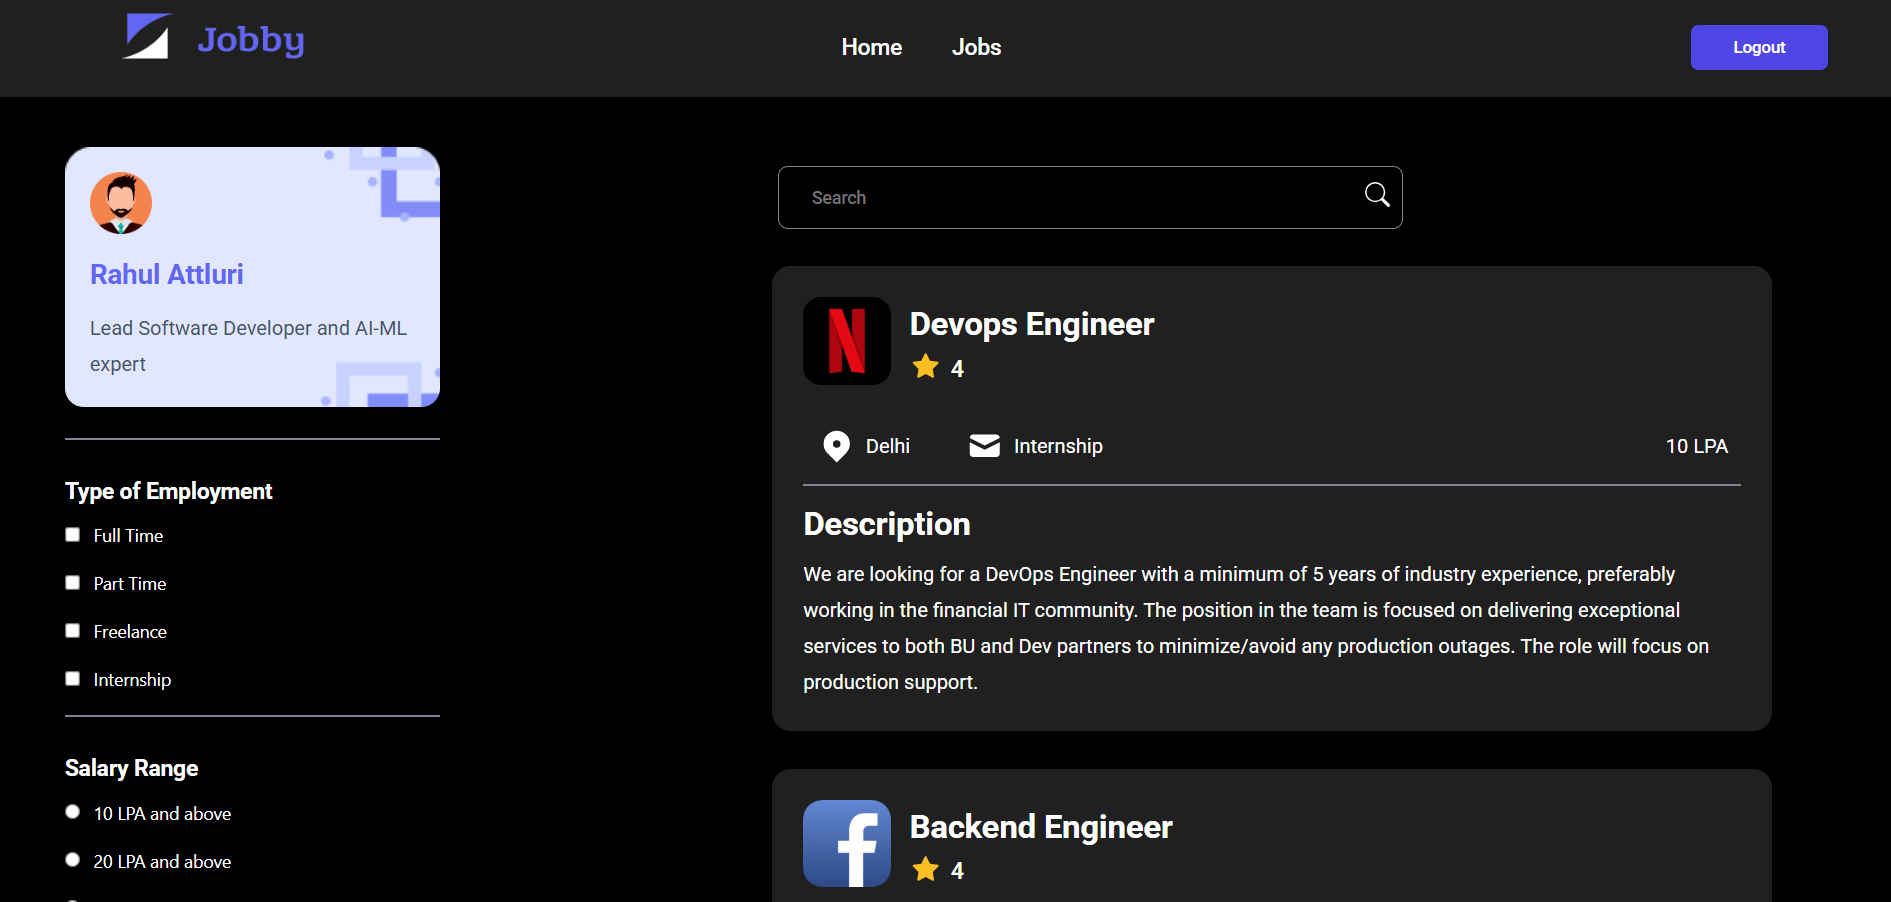 Jobby
Home
Jobs
Logout
Rahul Attluri
Lead Software Developer and AI-ML
expert
Type of Employment
Full Time
Part Time
Freelance
Internship
Salary Range
10 LPA and above
20 LPA and above
Search
Devops Engineer
4
Delhi
Internship
10 LPA
Description
We are looking for a DevOps Engineer with a minimum of 5 years of industry experience, preferably
working in the financial IT community. The position in the team is focused on delivering exceptional
services to both BU and Dev partners to minimize/avoid any production outages. The role will focus on
production support.
Backend Engineer
4